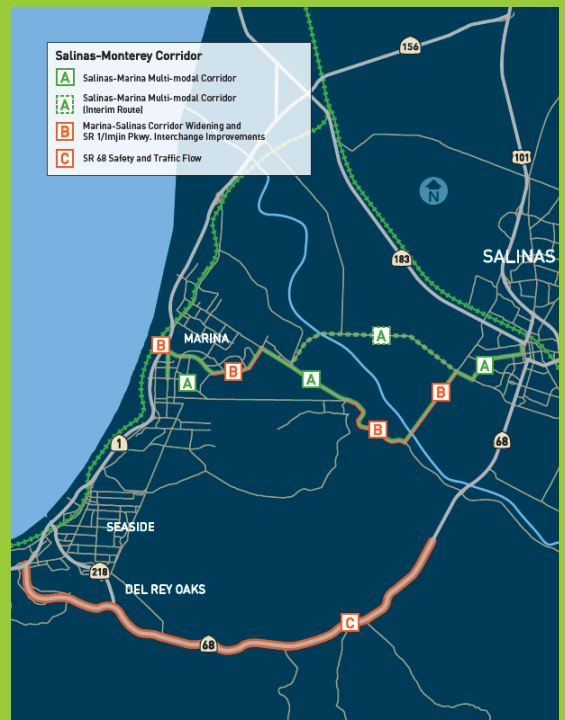 Salinas-Monterey Corridor
A Salinas-Marina Multi-modal Corridor
A Salinas-Marina Multi-modal Corridor
(Interim Route)
B Marina-Salinas Corridor Widening and
SR 1/Imjin Pkwy. Interchange Improvements
C SR 68 Safety and Traffic Flow
156
101
N
183
SALINAS
MARINA
B
A
A
B
A
A
B
B
1
68
SEASIDE
218
DEL REY OAKS
C
68